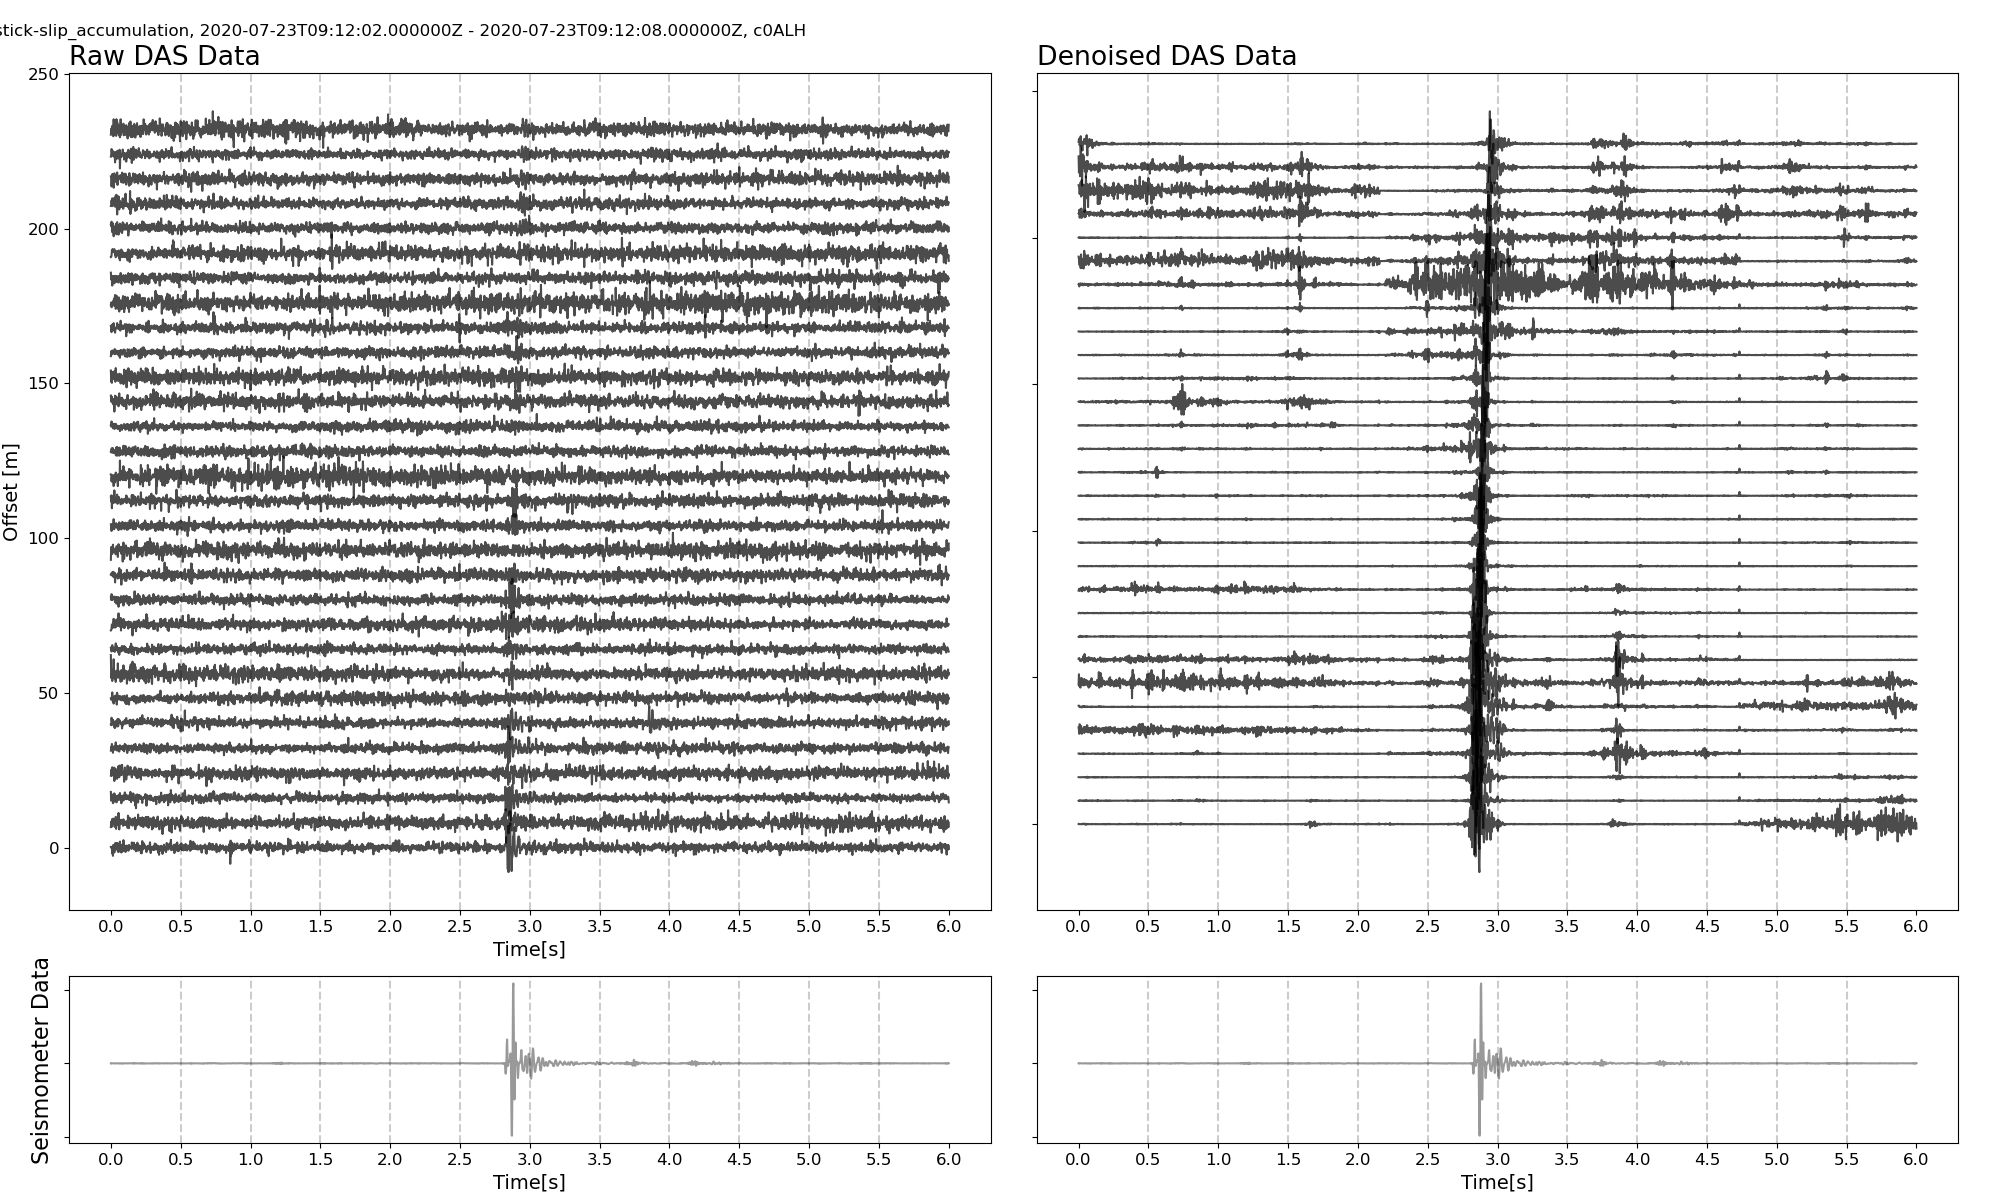 stick-slip_accumulation, 2020-07-23T09:12:02.000000Z - 2020-07-23T09:12:08.000000Z, c0ALH
Raw DAS Data
Denoised DAS Data
Offset [m]
250
200
150
100
50
0
0.0 0.5 1.0 1.5 2.0 2.5 3.0 3.5 4.0 4.5 5.0 5.5 6.0
Time[s]
0.0 0.5 1.0 1.5 2.0 2.5 3.0 3.5 4.0 4.5 5.0 5.5 6.0
Seismometer Data
0.0 0.5 1.0 1.5 2.0 2.5 3.0 3.5 4.0 4.5 5.0 5.5 6.0
Time[s]
0.0 0.5 1.0 1.5 2.0 2.5 3.0 3.5 4.0 4.5 5.0 5.5 6.0
Time[s]